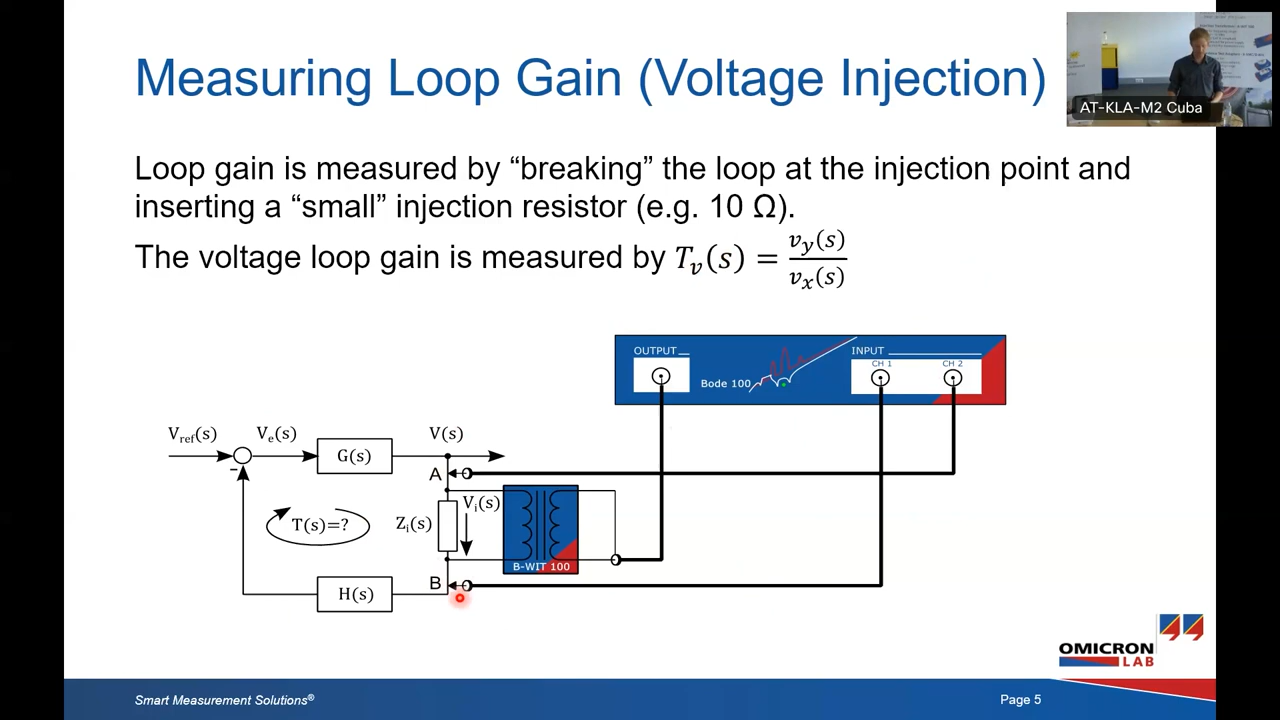 Measuring Loop Gain (Voltage Injection)
AT-KLA-M2 Cuba
Loop gain is measured by “breaking” the loop at the injection point and
inserting a “small” injection resistor (e.g. 10 Ω).
The voltage loop gain is measured by Tᵥ(s) = v_y(s)/v_x(s)
OUTPUT
INPUT
CH 1
CH 2
Bode 100
V_ref(s)
V_e(s)
G(s)
V(s)
A
V_i(s)
Z_i(s)
T(s)=?
B-WIT 100
B
H(s)
OMICRON
LAB
Smart Measurement Solutions®
Page 5